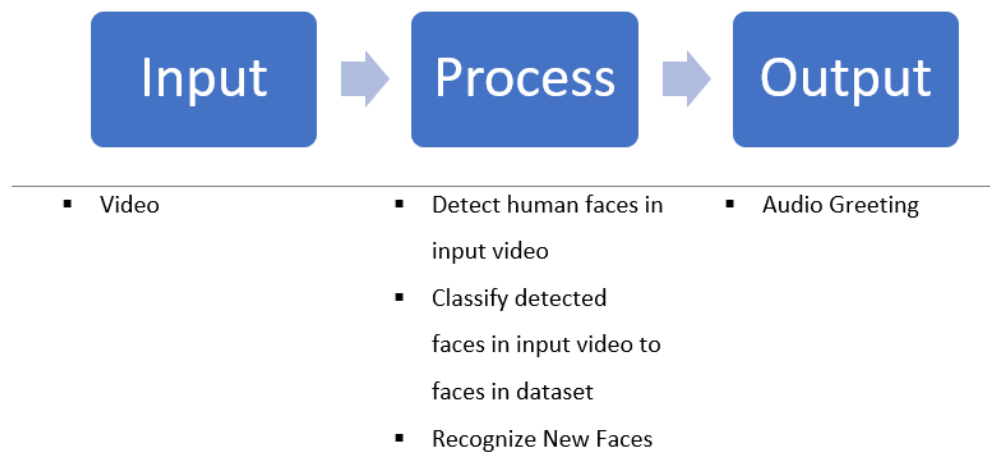 Input
Process
Output
▪ Video
▪ Detect human faces in
input video
▪ Classify detected
faces in input video to
faces in dataset
▪ Recognize New Faces
▪ Audio Greeting